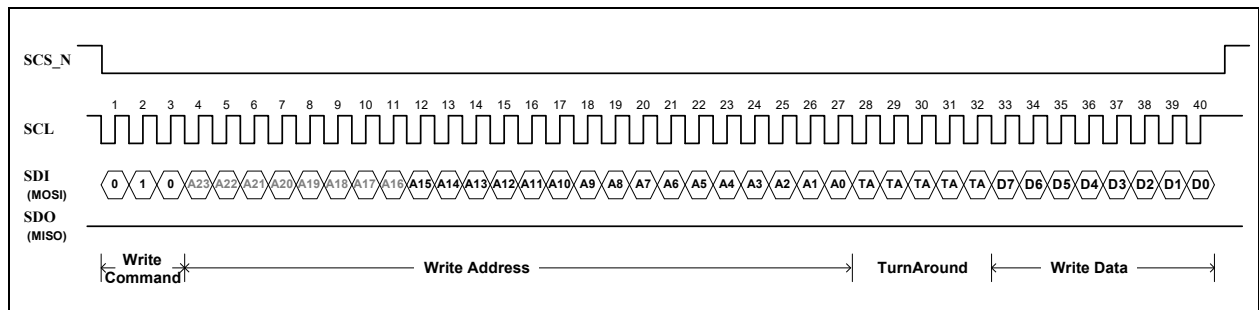 SCS_N
1 2 3 4 5 6 7 8 9 10 11 12 13 14 15 16 17 18 19 20 21 22 23 24 25 26 27 28 29 30 31 32 33 34 35 36 37 38 39 40
SCL
SDI
(MOSI)
0 1 0 A23 A22 A21 A20 A19 A18 A17 A16 A15 A14 A13 A12 A11 A10 A9 A8 A7 A6 A5 A4 A3 A2 A1 A0 TA TA TA TA TA D7 D6 D5 D4 D3 D2 D1 D0
SDO
(MISO)
Write
Command
Write Address
TurnAround
Write Data